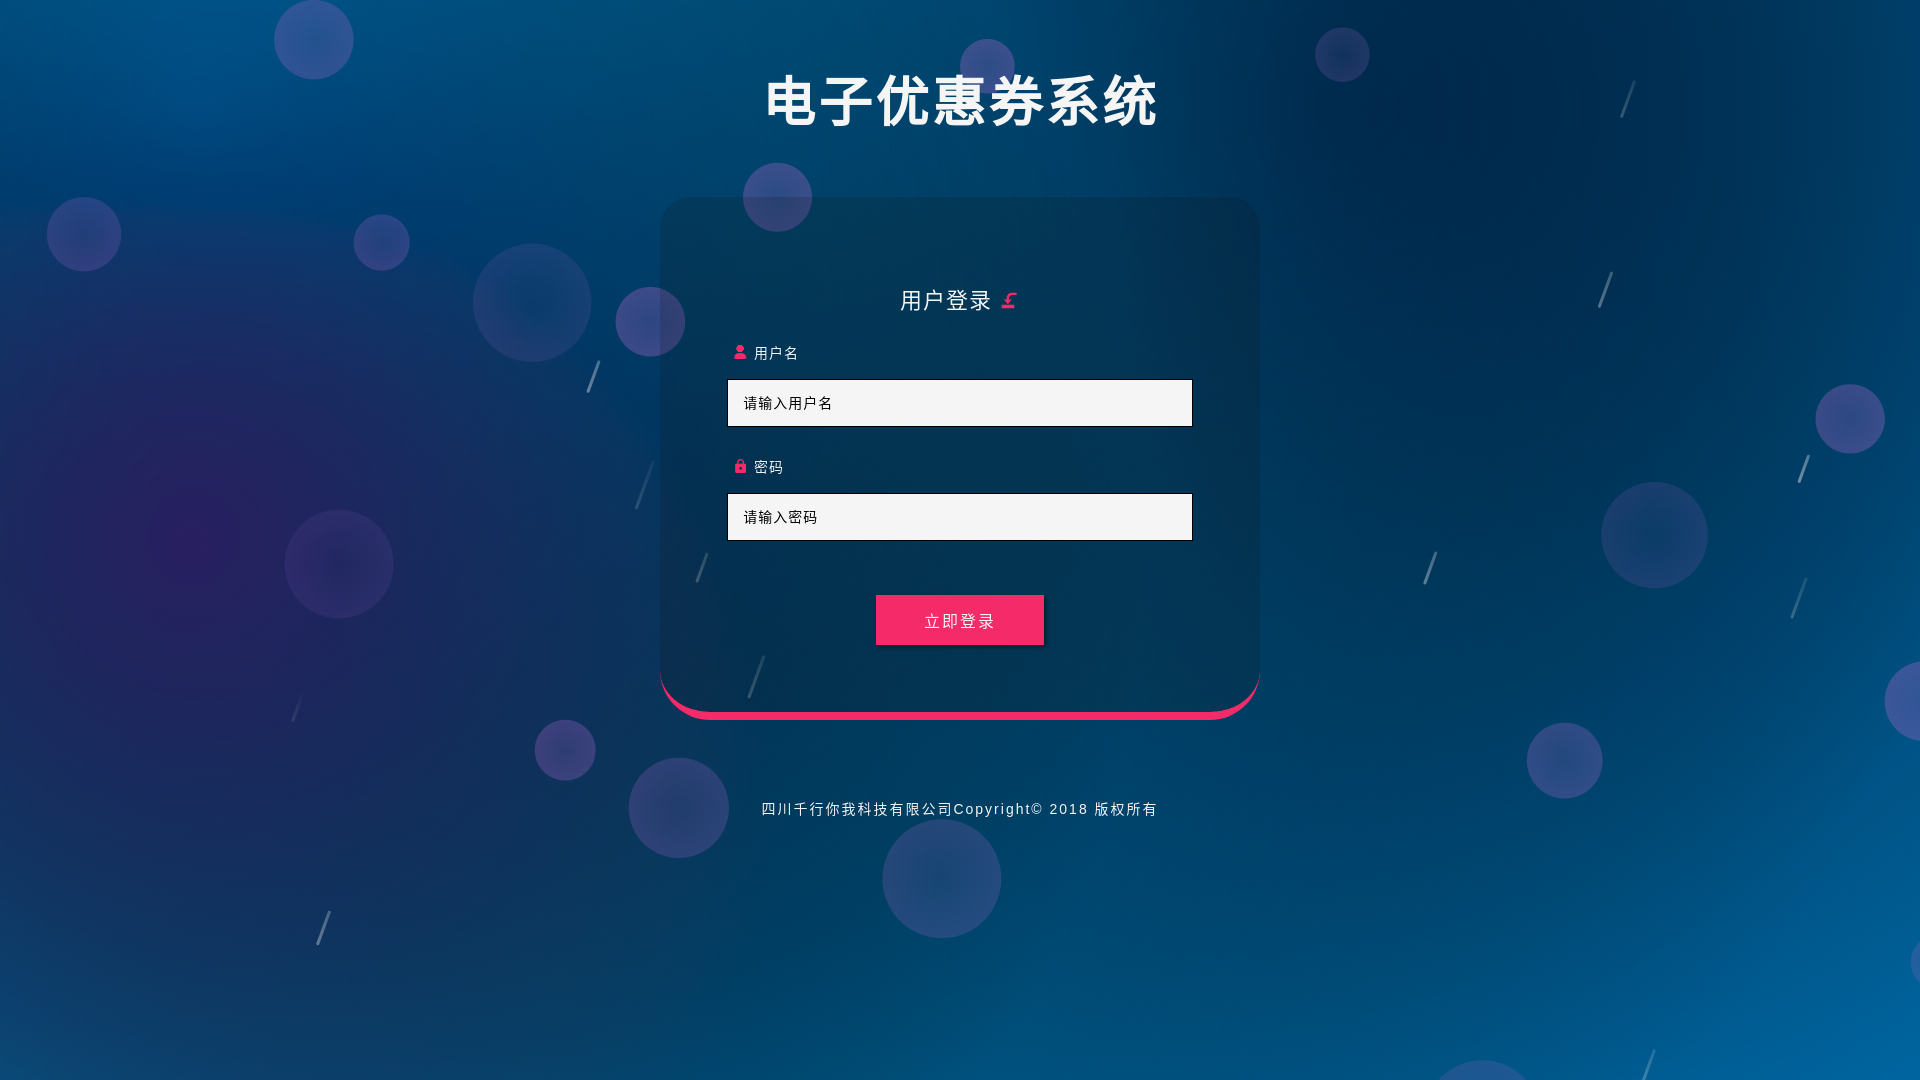 电子优惠券系统
用户登录
用户名
请输入用户名
密码
请输入密码
立即登录
四川千行你我科技有限公司Copyright© 2018 版权所有